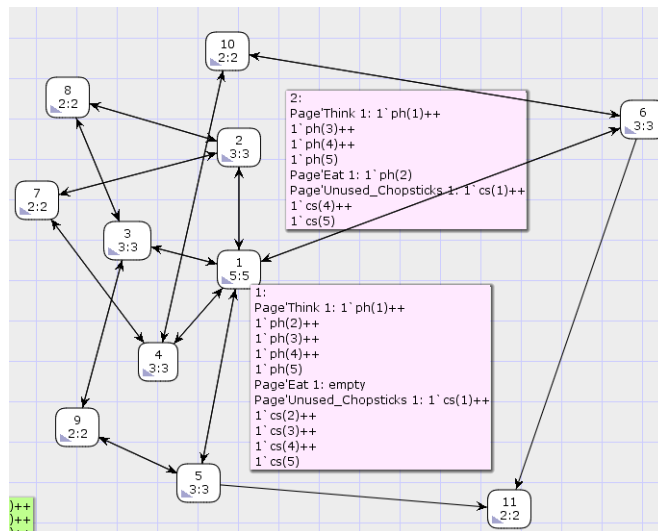 10
2:2
8
2:2
2:
Page'Think 1: 1`ph(1)++
1`ph(3)++
1`ph(4)++
1`ph(5)
Page'Eat 1: 1`ph(2)
Page'Unused_Chopsticks 1: 1`cs(1)++
1`cs(4)++
1`cs(5)
6
3:3
2
3:3
7
2:2
3
3:3
1
5:5
1:
Page'Think 1: 1`ph(1)++
1`ph(2)++
1`ph(3)++
1`ph(4)++
1`ph(5)
Page'Eat 1: empty
Page'Unused_Chopsticks 1: 1`cs(1)++
1`cs(2)++
1`cs(3)++
1`cs(4)++
1`cs(5)
4
3:3
9
2:2
5
3:3
11
2:2
)++
)++